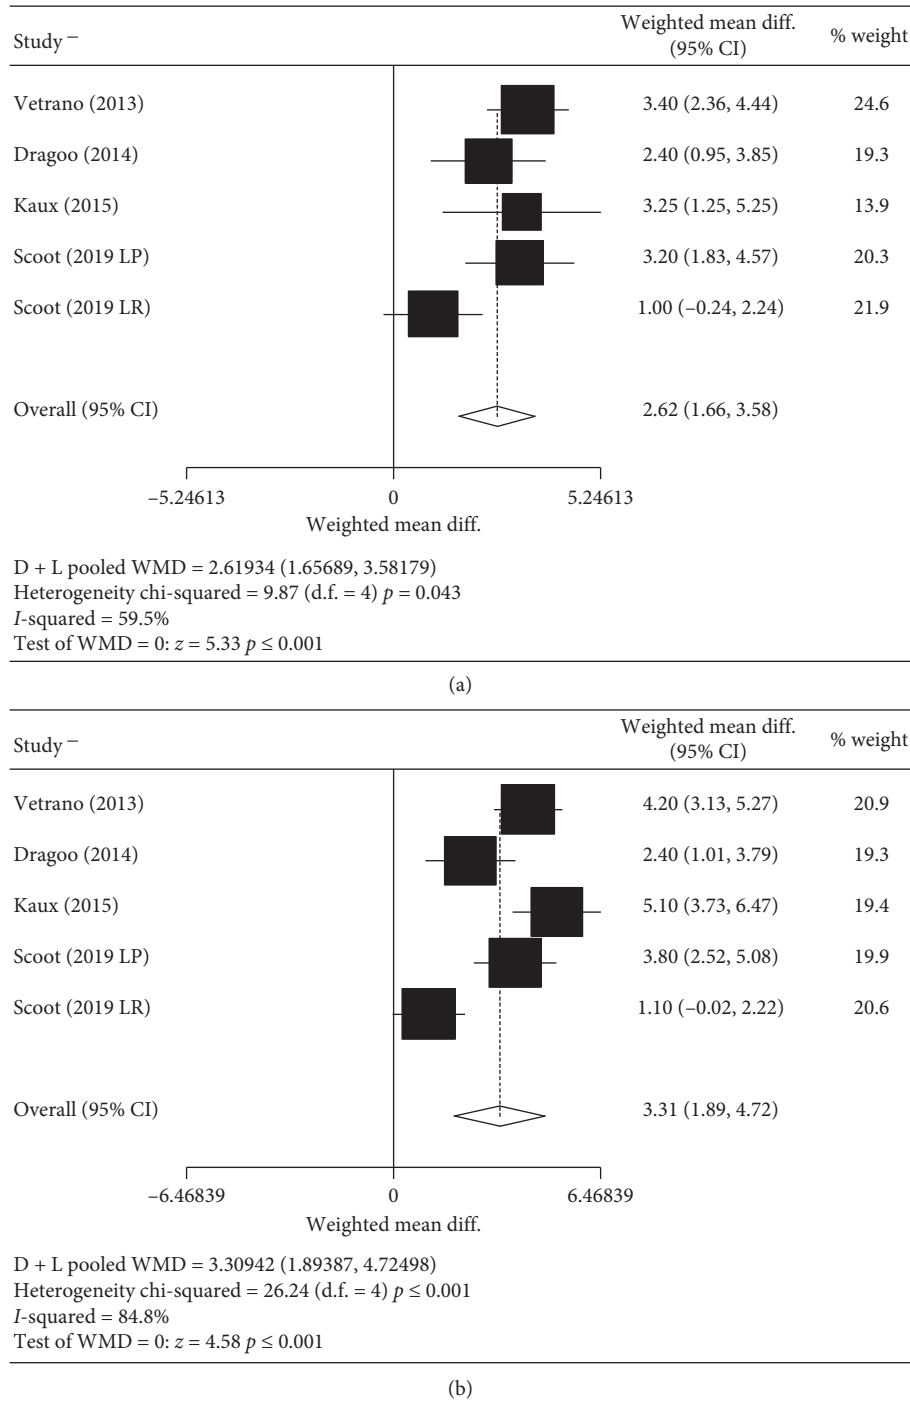 Study –
Weighted mean diff.
(95% CI)
% weight
Vetrano (2013)
3.40 (2.36, 4.44)
24.6
Dragoo (2014)
2.40 (0.95, 3.85)
19.3
Kaux (2015)
3.25 (1.25, 5.25)
13.9
Scoot (2019 LP)
3.20 (1.83, 4.57)
20.3
Scoot (2019 LR)
1.00 (–0.24, 2.24)
21.9
Overall (95% CI)
2.62 (1.66, 3.58)
–5.24613
0
5.24613
Weighted mean diff.
D + L pooled WMD = 2.61934 (1.65689, 3.58179)
Heterogeneity chi-squared = 9.87 (d.f. = 4) p = 0.043
I-squared = 59.5%
Test of WMD = 0: z = 5.33 p ≤ 0.001
(a)
Study –
Weighted mean diff.
(95% CI)
% weight
Vetrano (2013)
4.20 (3.13, 5.27)
20.9
Dragoo (2014)
2.40 (1.01, 3.79)
19.3
Kaux (2015)
5.10 (3.73, 6.47)
19.4
Scoot (2019 LP)
3.80 (2.52, 5.08)
19.9
Scoot (2019 LR)
1.10 (–0.02, 2.22)
20.6
Overall (95% CI)
3.31 (1.89, 4.72)
–6.46839
0
6.46839
Weighted mean diff.
D + L pooled WMD = 3.30942 (1.89387, 4.72498)
Heterogeneity chi-squared = 26.24 (d.f. = 4) p ≤ 0.001
I-squared = 84.8%
Test of WMD = 0: z = 4.58 p ≤ 0.001
(b)